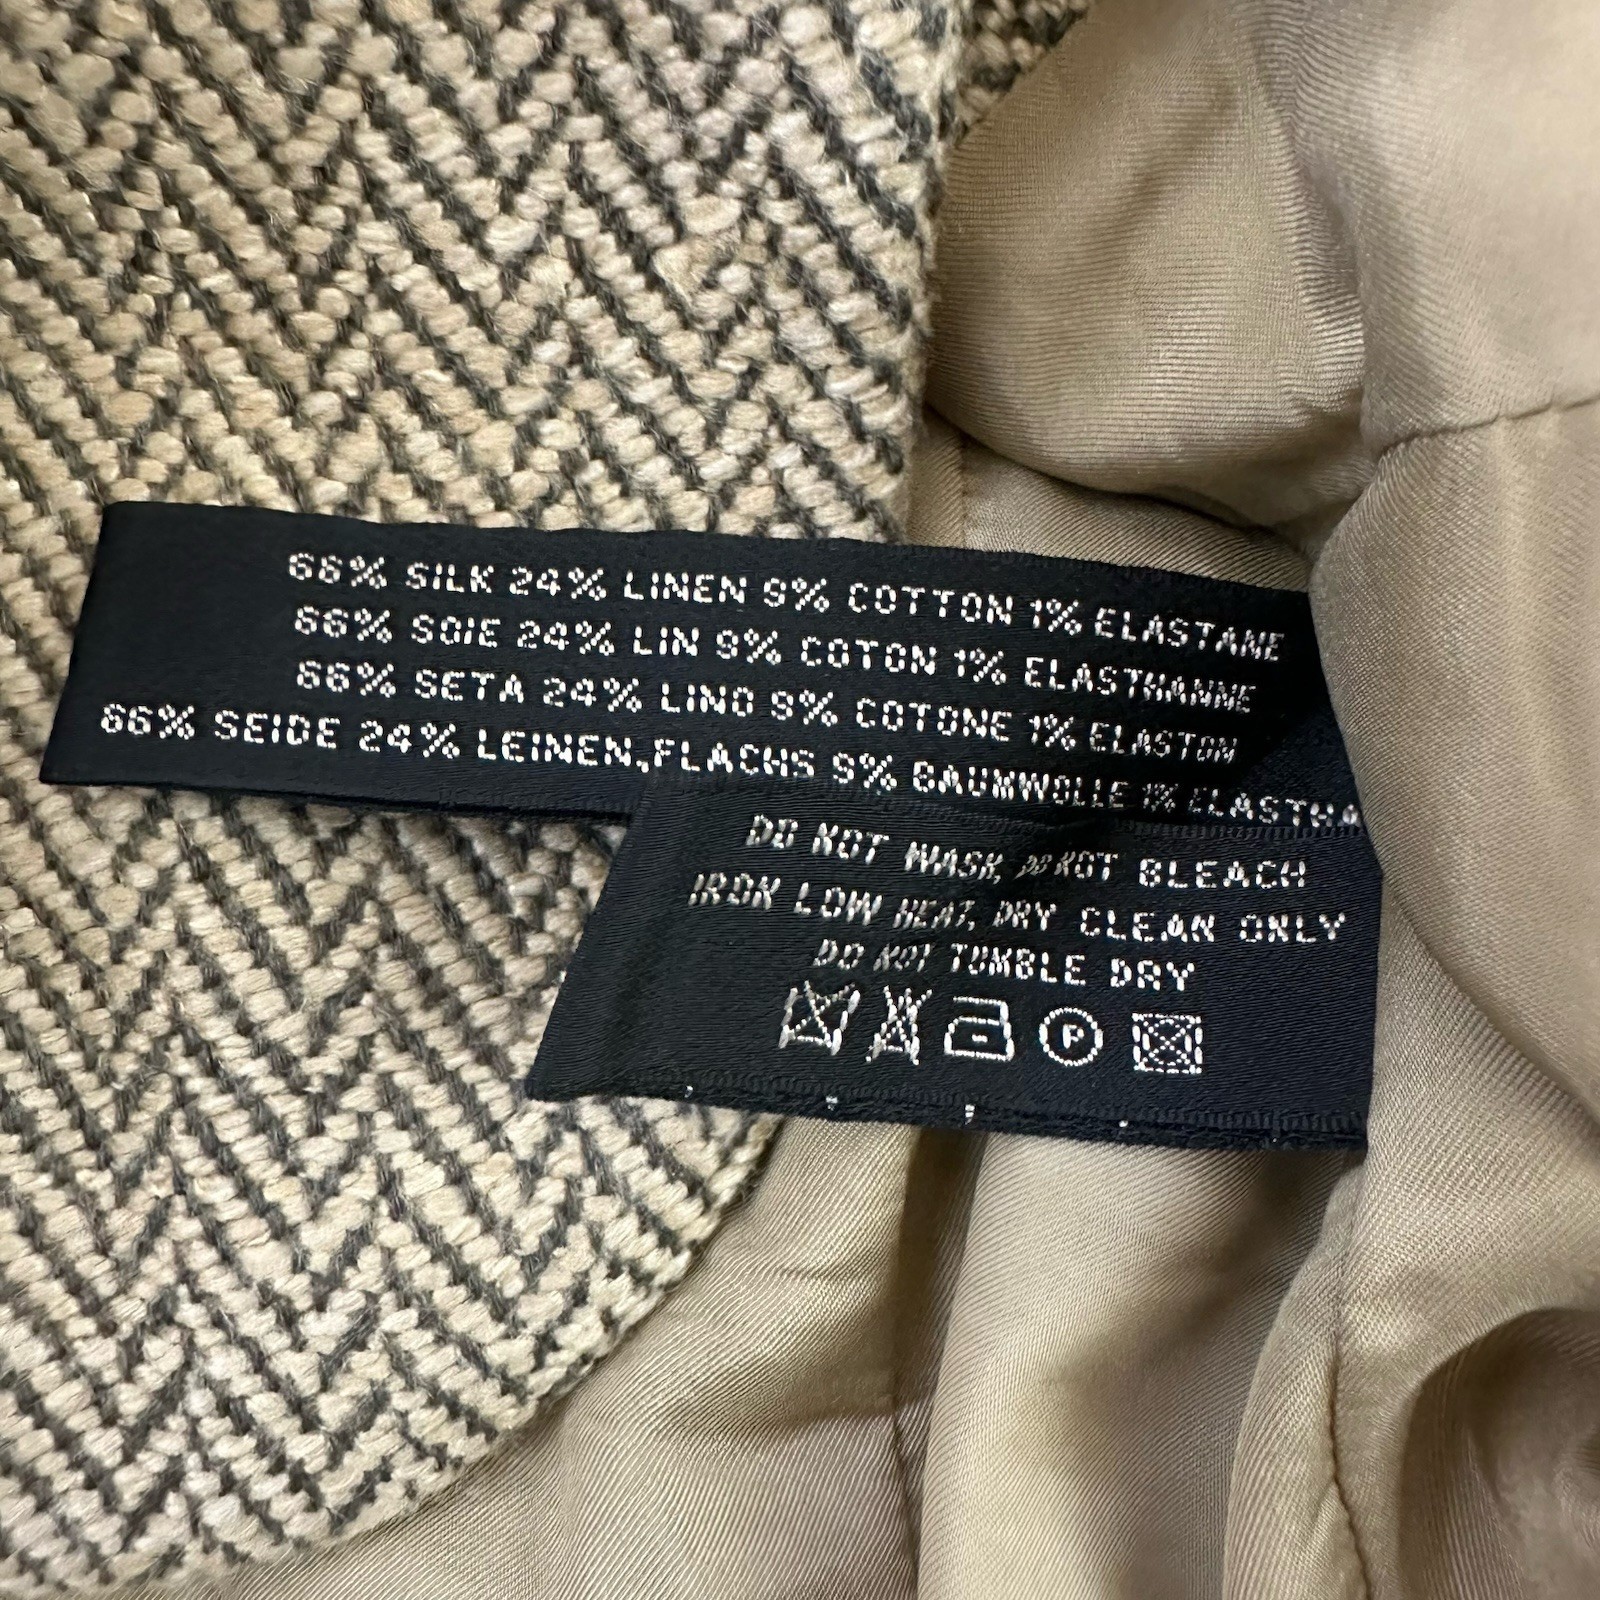 66% SILK 24% LINEN 9% COTTON 1% ELASTANE
66% SOIE 24% LIN 9% COTON 1% ELASTHANNE
66% SETA 24% LINO 9% COTONE 1% ELASTON
66% SEIDE 24% LEINEN,FLACHS 9% BAUMWOLLE 1% ELASTHA
DO NOT WASH, DO NOT BLEACH
IRON LOW HEAT, DRY CLEAN ONLY
DO NOT TUMBLE DRY
P